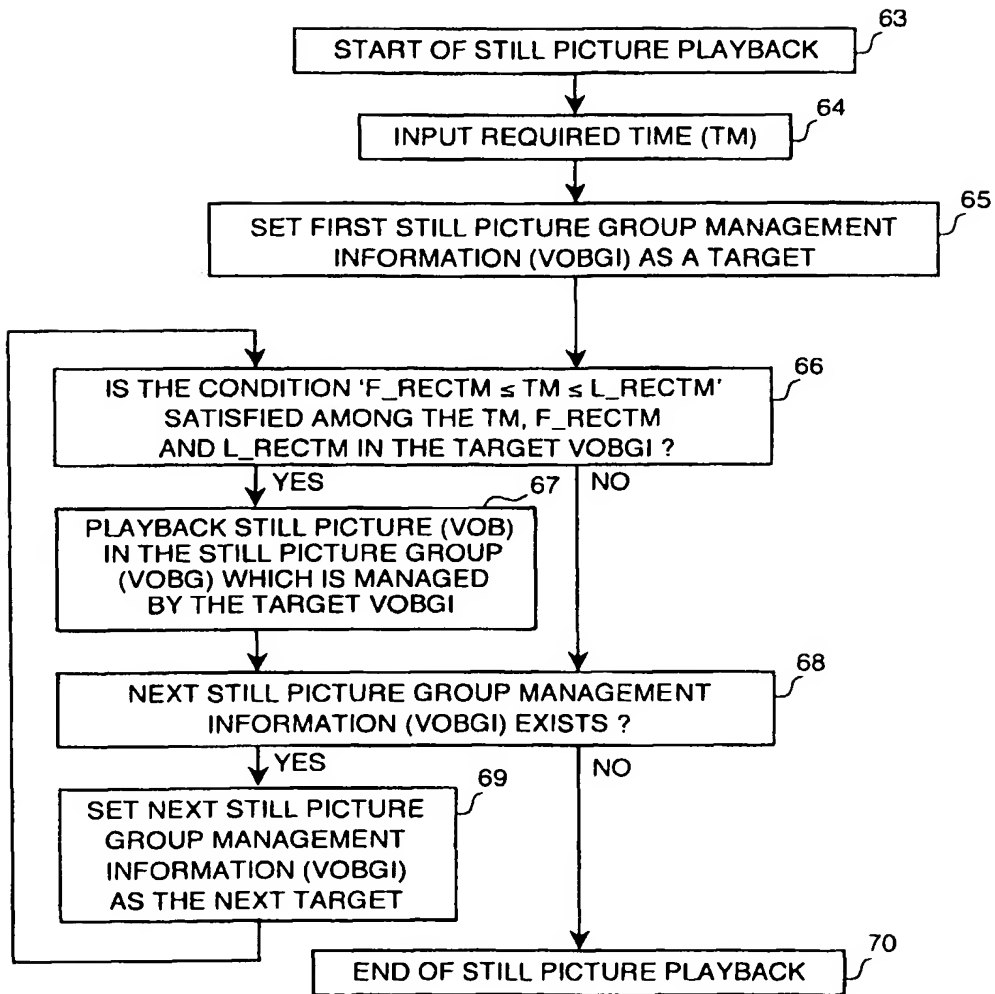 63
START OF STILL PICTURE PLAYBACK
64
INPUT REQUIRED TIME (TM)
65
SET FIRST STILL PICTURE GROUP MANAGEMENT
INFORMATION (VOBGI) AS A TARGET
66
IS THE CONDITION 'F_RECTM ≤ TM ≤ L_RECTM'
SATISFIED AMONG THE TM, F_RECTM
AND L_RECTM IN THE TARGET VOBGI ?
YES
NO
67
PLAYBACK STILL PICTURE (VOB)
IN THE STILL PICTURE GROUP
(VOBG) WHICH IS MANAGED
BY THE TARGET VOBGI
68
NEXT STILL PICTURE GROUP MANAGEMENT
INFORMATION (VOBGI) EXISTS ?
YES
NO
69
SET NEXT STILL PICTURE
GROUP MANAGEMENT
INFORMATION (VOBGI)
AS THE NEXT TARGET
70
END OF STILL PICTURE PLAYBACK